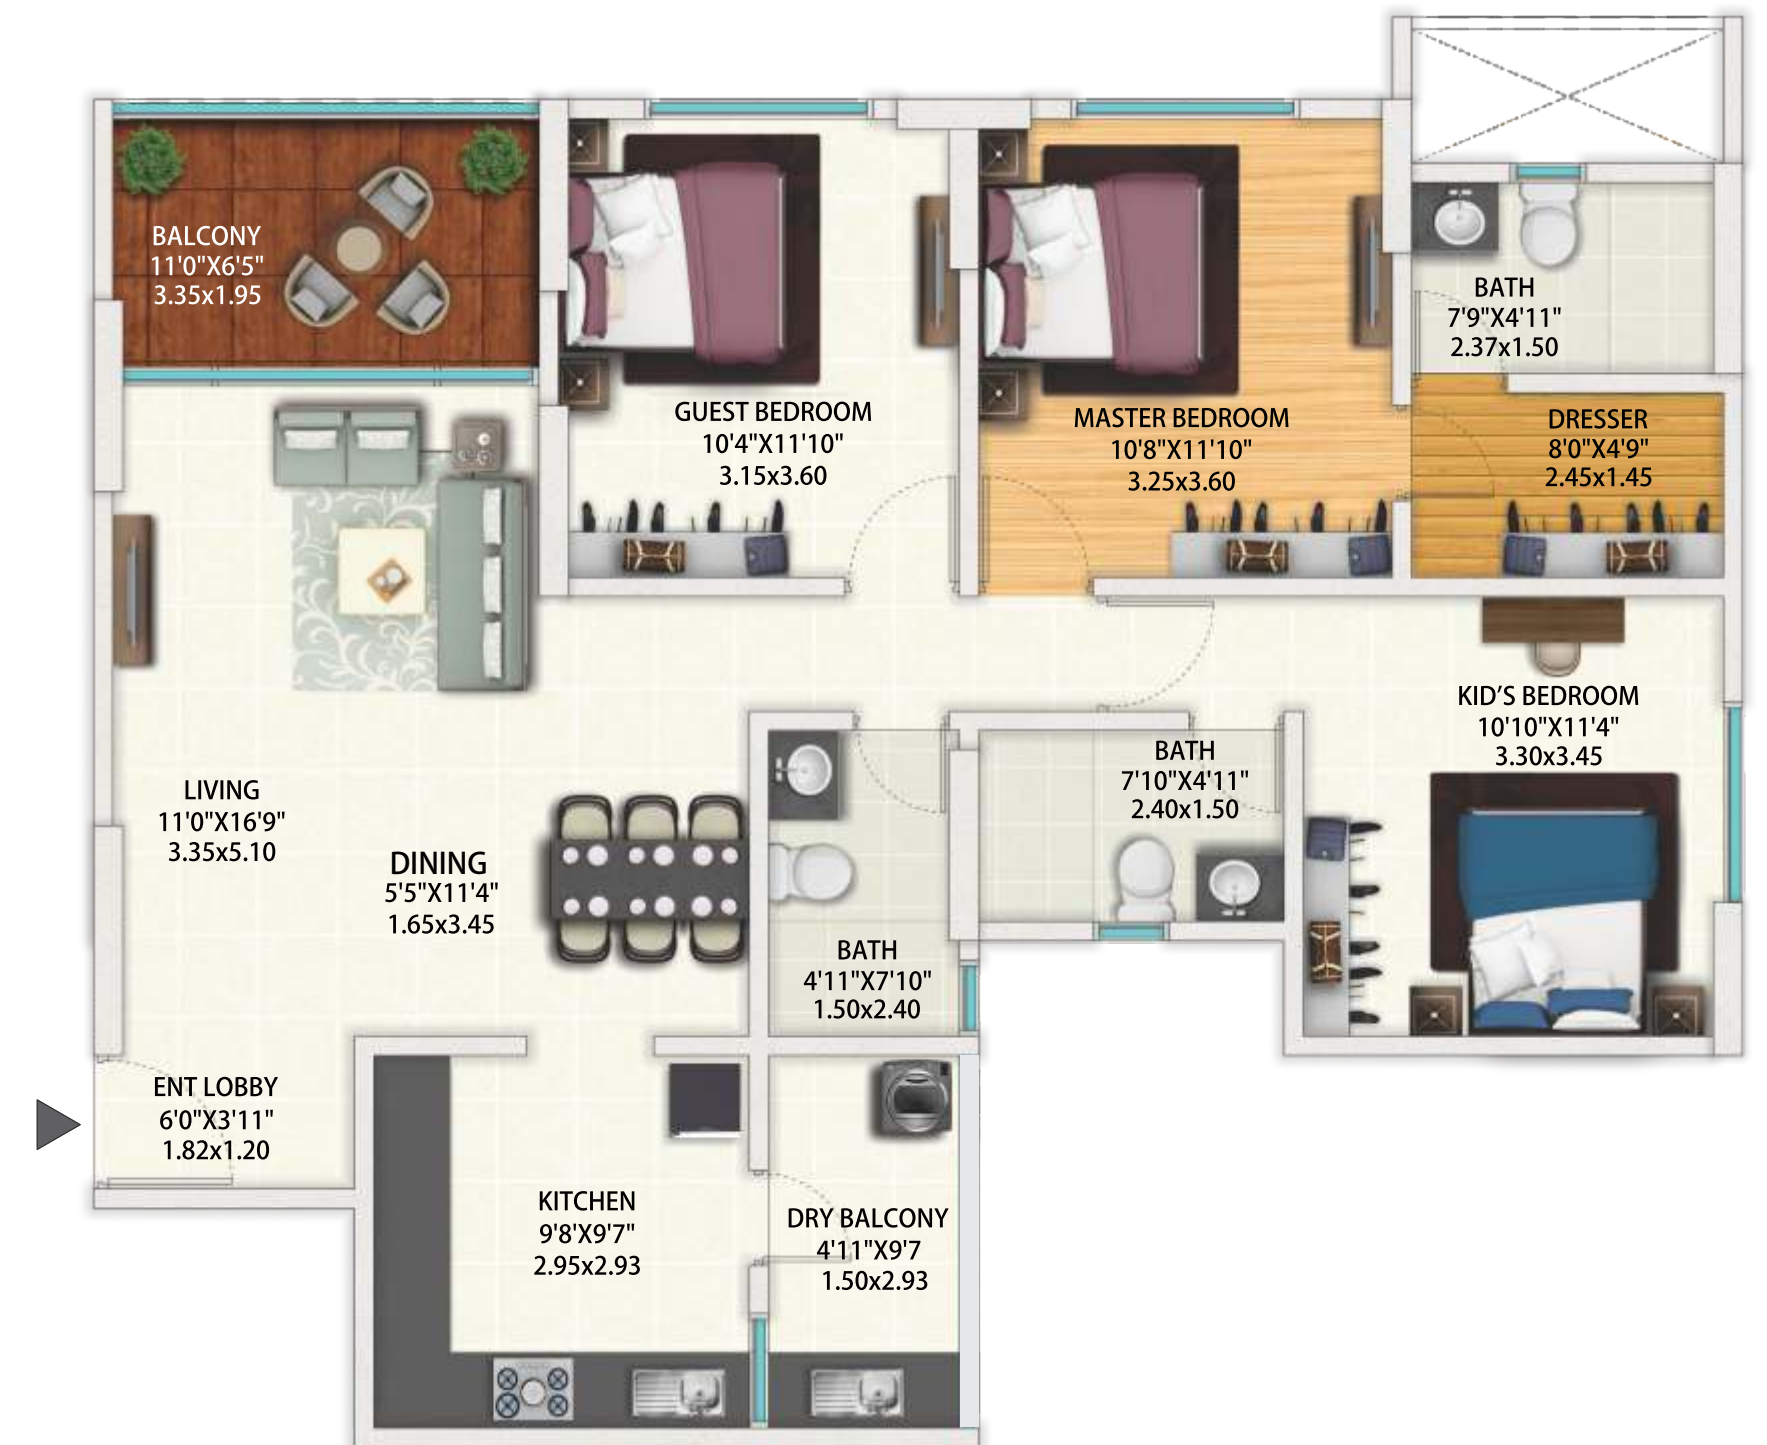 BALCONY
11'0"X6'5"
3.35x1.95
GUEST BEDROOM
10'4"X11'10"
3.15x3.60
MASTER BEDROOM
10'8"X11'10"
3.25x3.60
BATH
7'9"X4'11"
2.37x1.50
DRESSER
8'0"X4'9"
2.45x1.45
KID'S BEDROOM
10'10"X11'4"
3.30x3.45
LIVING
11'0"X16'9"
3.35x5.10
DINING
5'5"X11'4"
1.65x3.45
BATH
7'10"X4'11"
2.40x1.50
BATH
4'11"X7'10"
1.50x2.40
ENT LOBBY
6'0"X3'11"
1.82x1.20
KITCHEN
9'8'X9'7"
2.95x2.93
DRY BALCONY
4'11"X9'7
1.50x2.93